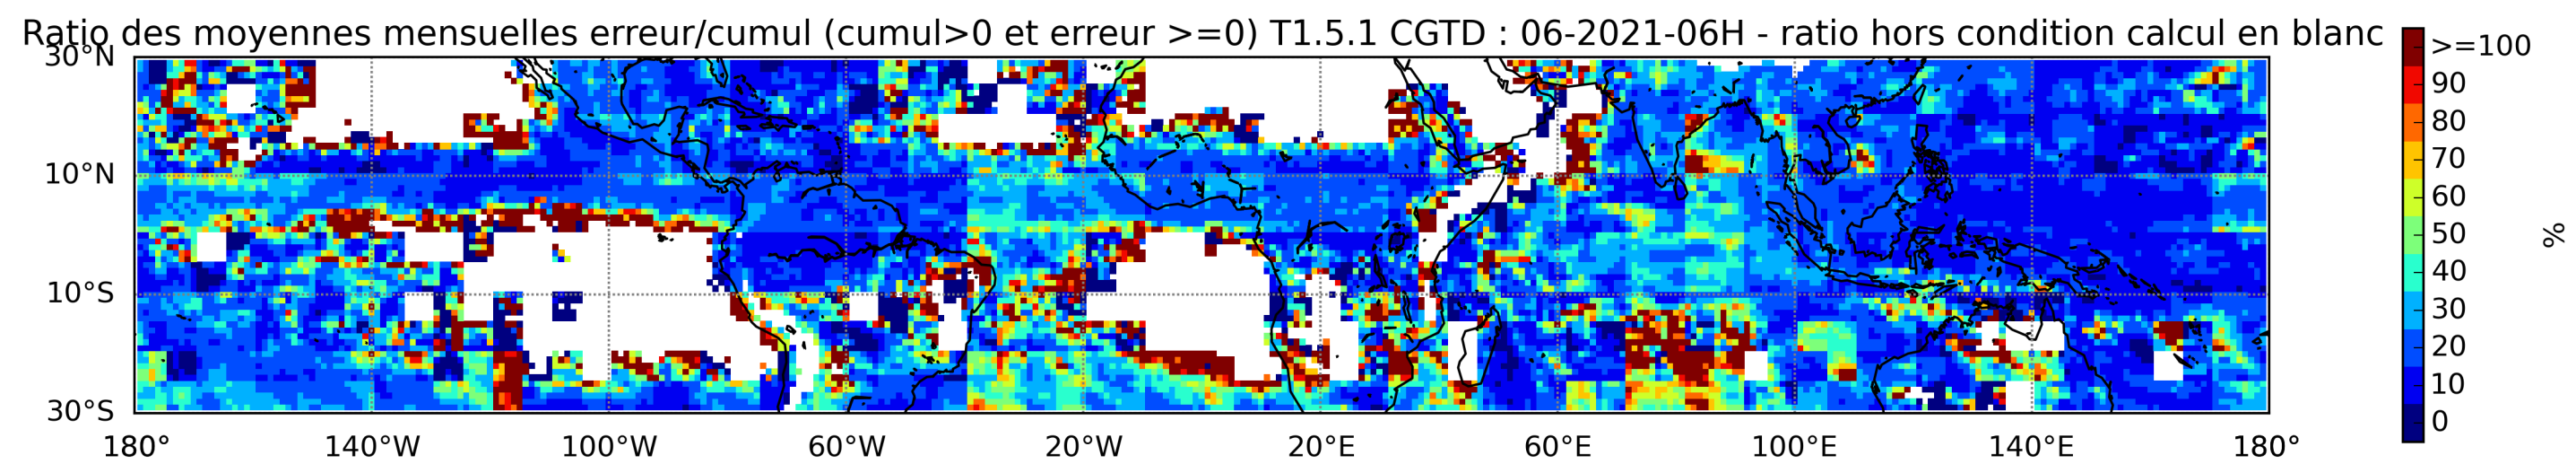 Ratio des moyennes mensuelles erreur/cumul (cumul>0 et erreur >=0) T1.5.1 CGTD : 06-2021-06H - ratio hors condition calcul en blanc
30°N
10°N
10°S
30°S
180° 140°W 100°W 60°W 20°W 20°E 60°E 100°E 140°E 180°
>=100
90
80
70
60
50
40
30
20
10
0
%